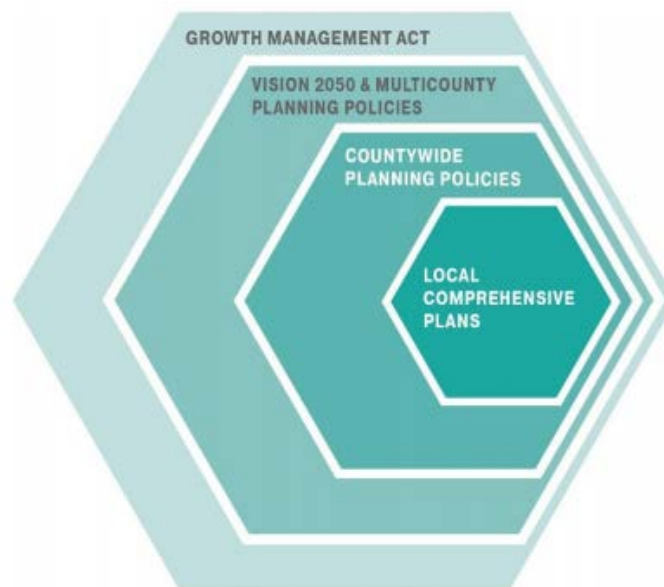 GROWTH MANAGEMENT ACT
VISION 2050 & MULTICOUNTY
PLANNING POLICIES
COUNTYWIDE
PLANNING POLICIES
LOCAL
COMPREHENSIVE
PLANS